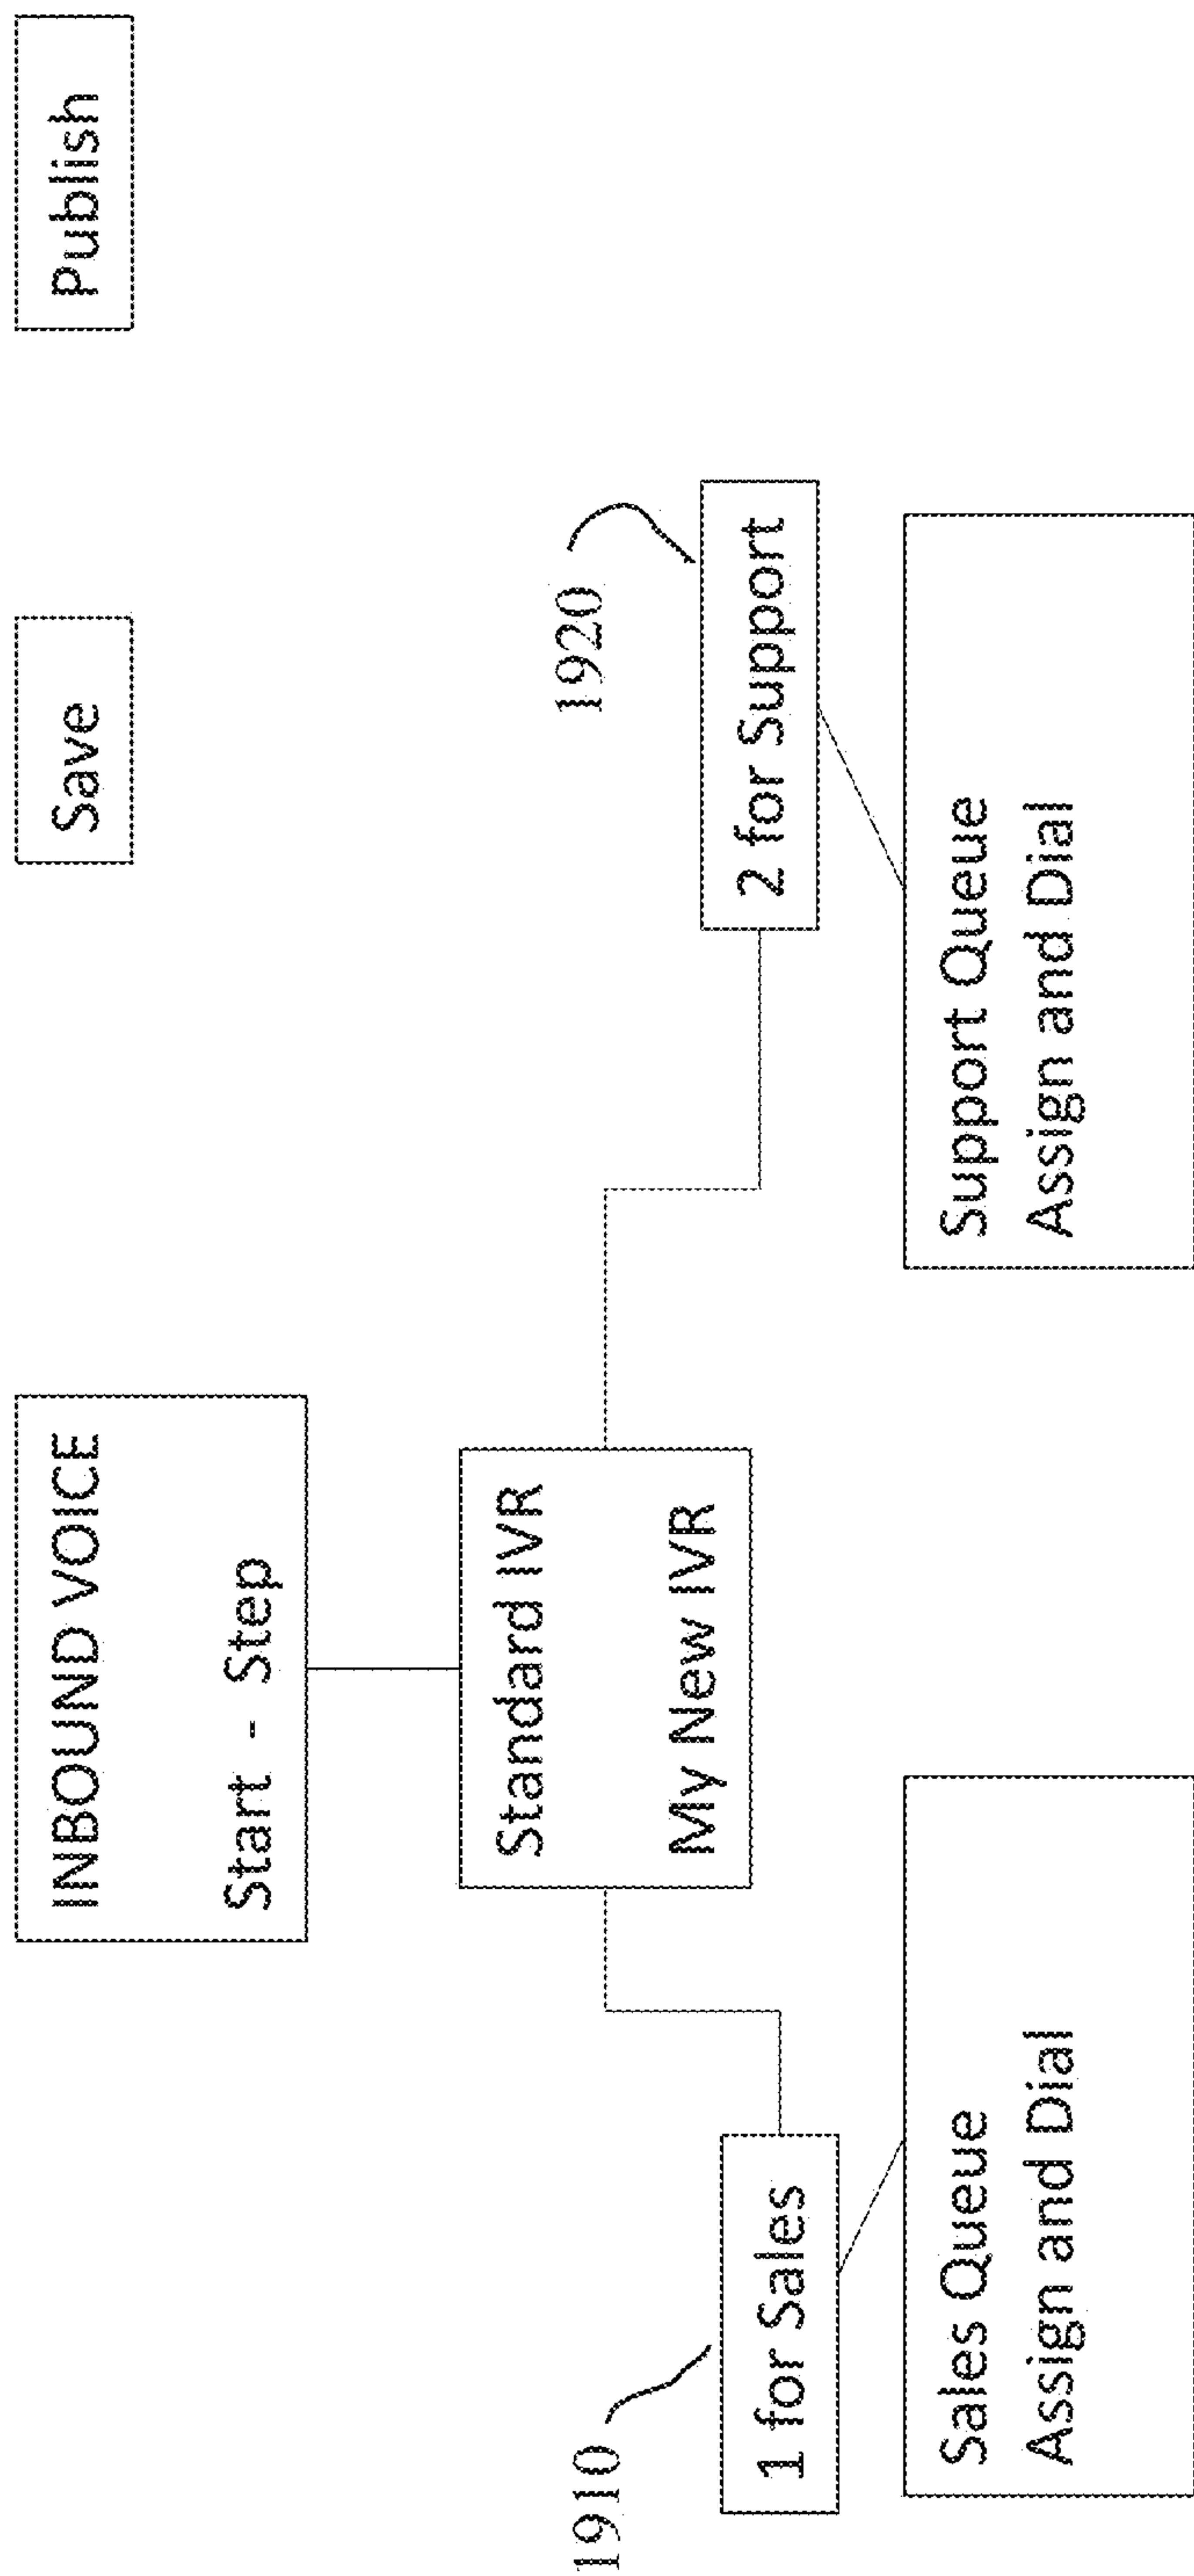 INBOUND VOICE
Start - Step
Save
Publish
Standard IVR
My New IVR
1910
1 for Sales
1920
2 for Support
Sales Queue
Assign and Dial
Support Queue
Assign and Dial